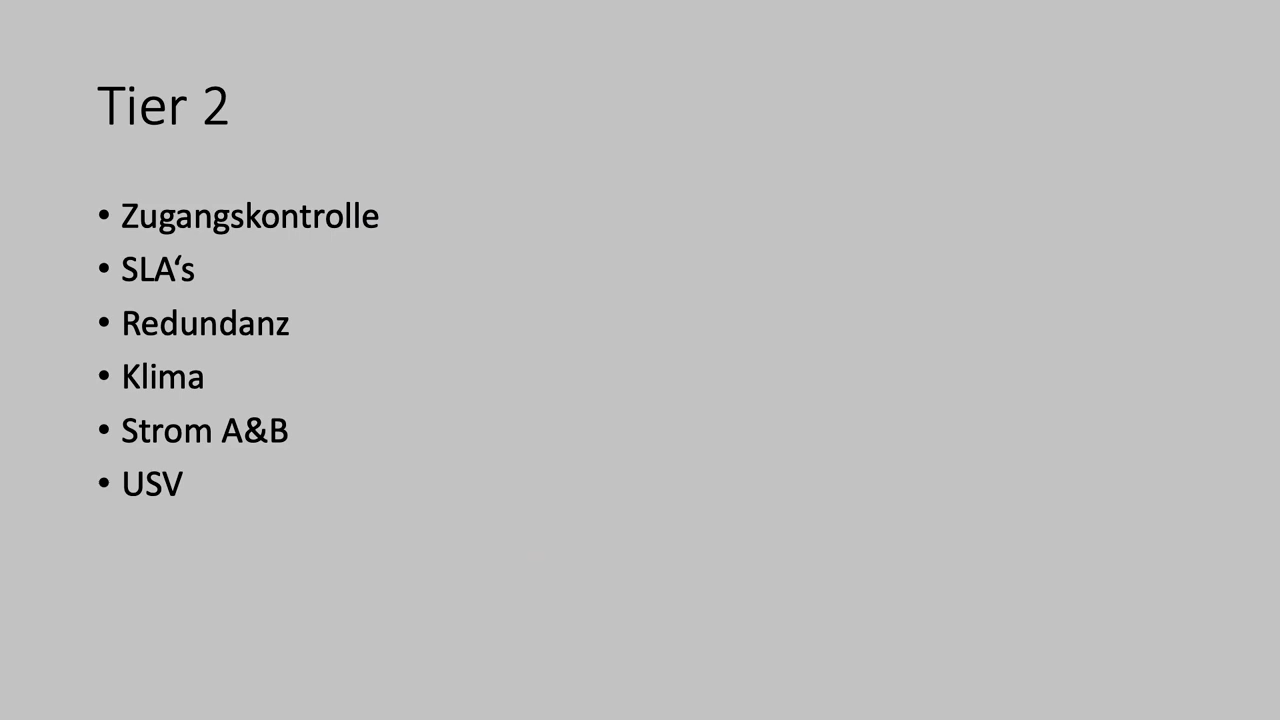 Tier 2
• Zugangskontrolle
• SLA‘s
• Redundanz
• Klima
• Strom A&B
• USV